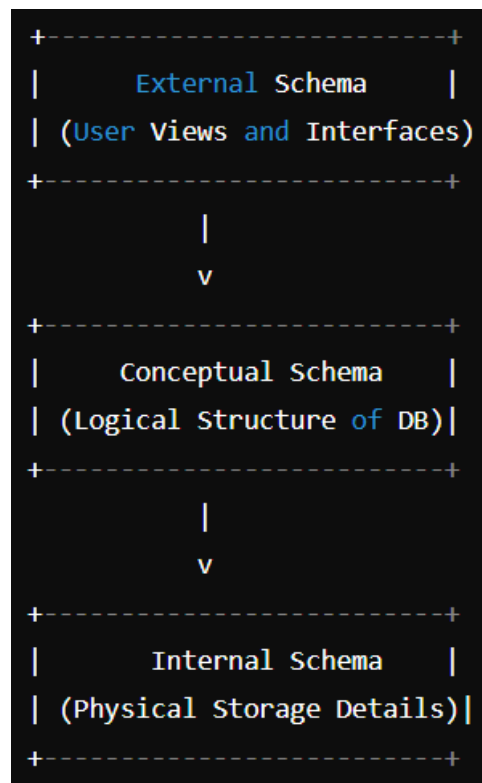 +--------------------------+
|      External Schema     |
| (User Views and Interfaces)
+--------------------------+
|
v
+--------------------------+
|     Conceptual Schema    |
| (Logical Structure of DB)|
+--------------------------+
|
v
+--------------------------+
|       Internal Schema    |
| (Physical Storage Details)|
+--------------------------+